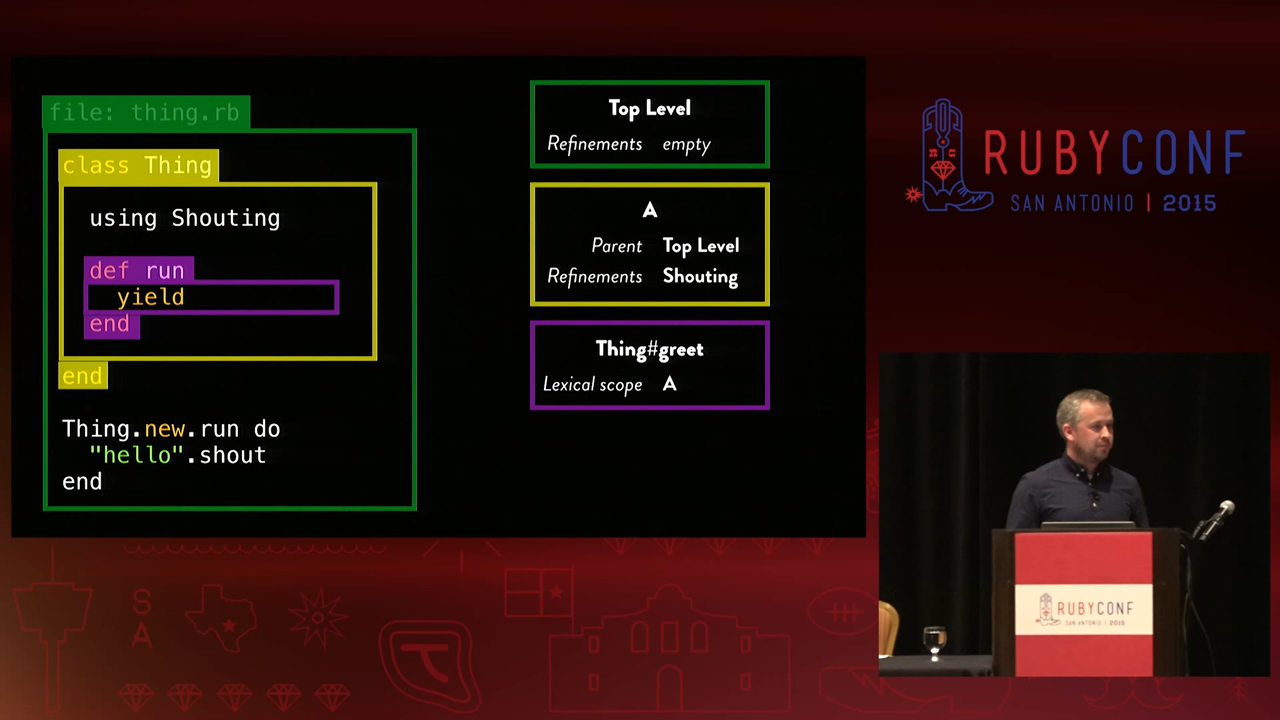 file: thing.rb
class Thing
using Shouting
def run
yield
end
end
Thing.new.run do
"hello".shout
end
Top Level
Refinements empty
A
Parent Top Level
Refinements Shouting
Thing#greet
Lexical scope A
RUBYCONF
SAN ANTONIO | 2015
S
A
RUBYCONF
SAN ANTONIO | 2015